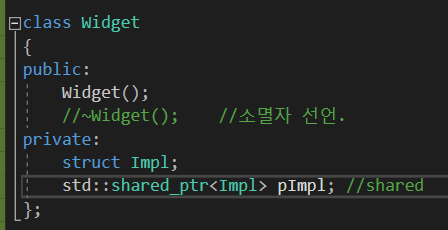 class Widget
{
public:
    Widget();
    //~Widget();    //소멸자 선언.
private:
    struct Impl;
    std::shared_ptr<Impl> pImpl; //shared
};